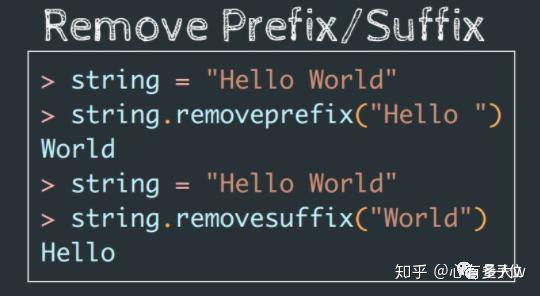 Remove Prefix/Suffix
> string = "Hello World"
> string.removeprefix("Hello ")
World
> string = "Hello World"
> string.removesuffix("World")
Hello
知乎 @心有多大